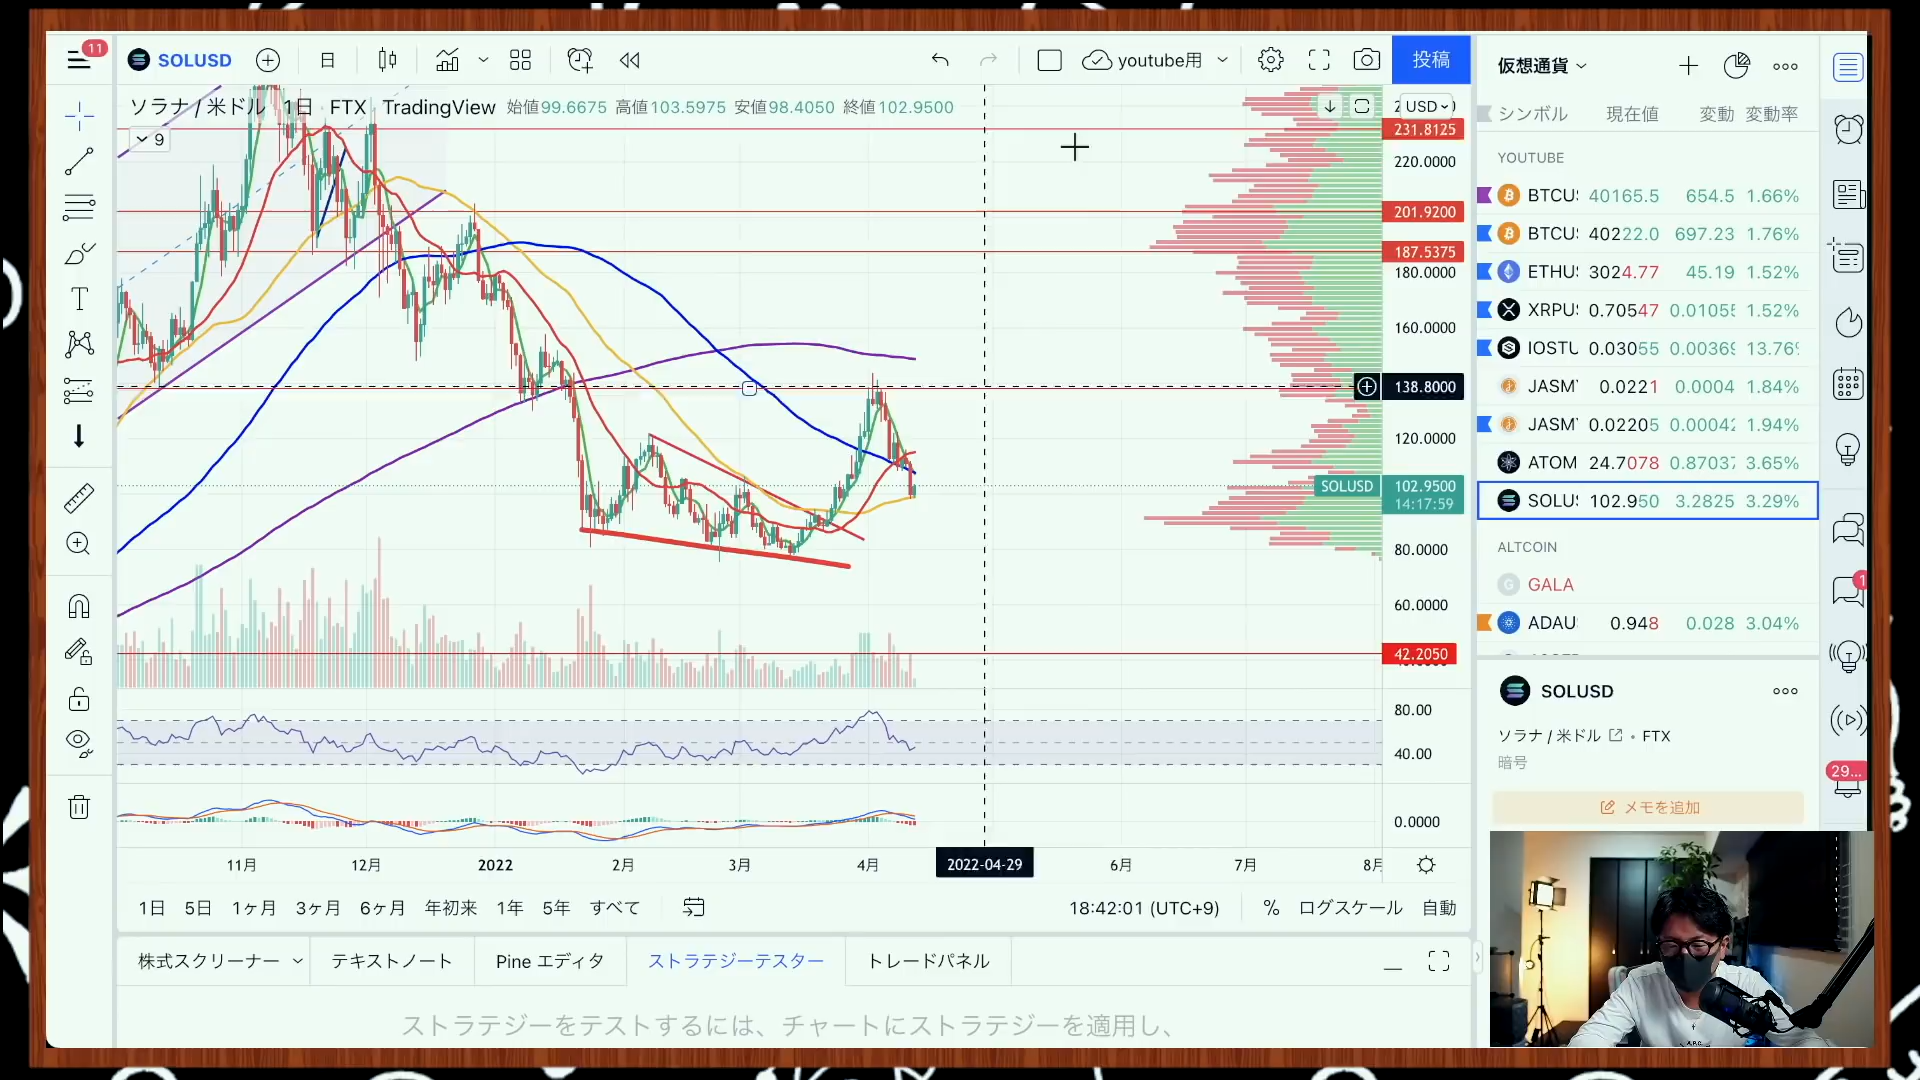 11
SOLUSD
日
youtube用
投稿
ソラナ / 米ドル 1日 FTX TradingView 始値99.6675 高値103.5975 安値98.4050 終値102.9500
9
USD
231.8125
220.0000
201.9200
187.5375
180.0000
160.0000
138.8000
120.0000
SOLUSD 102.9500
14:17:59
80.0000
60.0000
42.2050
80.00
40.00
0.0000
11月 12月 2022 2月 3月 4月 2022-04-29 6月 7月 8月
1日 5日 1ヶ月 3ヶ月 6ヶ月 年初来 1年 5年 すべて
18:42:01 (UTC+9) % ログスケール 自動
株式スクリーナー テキストノート Pine エディタ ストラテジーテスター トレードパネル
ストラテジーをテストするには、チャートにストラテジーを適用し、
仮想通貨
シンボル 現在値 変動 変動率
YOUTUBE
BTCU 40165.5 654.5 1.66%
BTCU 40222.0 697.23 1.76%
ETHU 3024.77 45.19 1.52%
XRPU 0.70547 0.0105 1.52%
IOSTU 0.03055 0.0036 13.76
JASM 0.0221 0.0004 1.84%
JASM 0.02205 0.0004 1.94%
ATOM 24.7078 0.8703 3.65%
SOLU 102.950 3.2825 3.29%
ALTCOIN
GALA
ADAU 0.948 0.028 3.04%
SOLUSD
ソラナ / 米ドル • FTX
暗号
メモを追加
1
29...